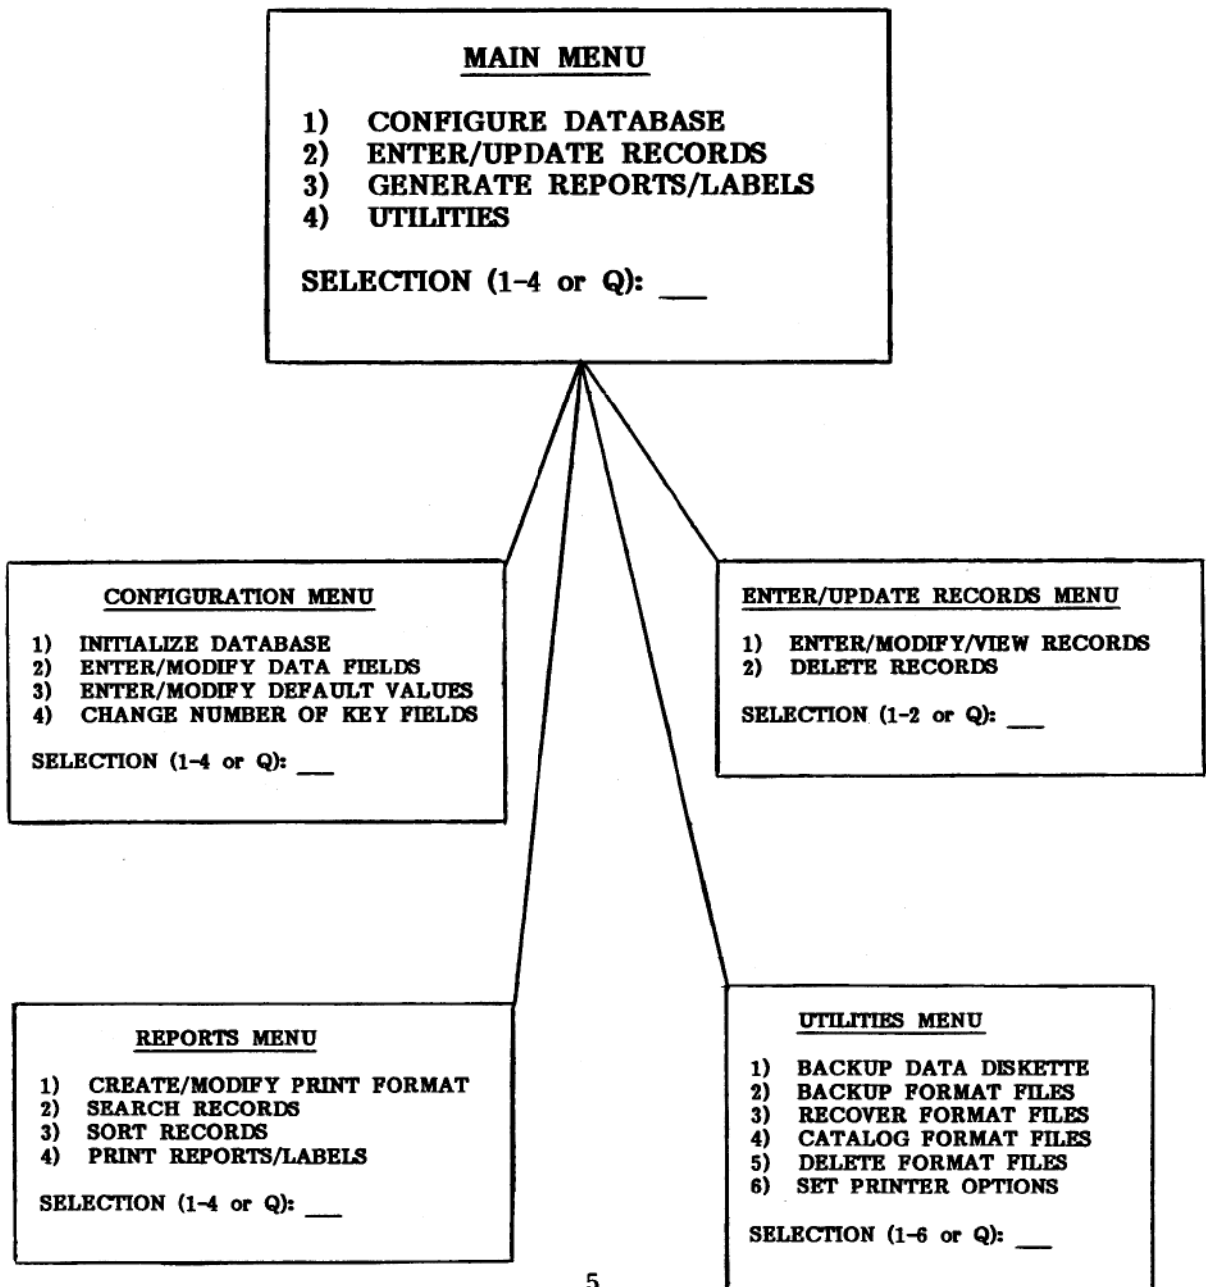 MAIN MENU
1) CONFIGURE DATABASE
2) ENTER/UPDATE RECORDS
3) GENERATE REPORTS/LABELS
4) UTILITIES
SELECTION (1-4 or Q): ___
CONFIGURATION MENU
1) INITIALIZE DATABASE
2) ENTER/MODIFY DATA FIELDS
3) ENTER/MODIFY DEFAULT VALUES
4) CHANGE NUMBER OF KEY FIELDS
SELECTION (1-4 or Q): ___
ENTER/UPDATE RECORDS MENU
1) ENTER/MODIFY/VIEW RECORDS
2) DELETE RECORDS
SELECTION (1-2 or Q): ___
REPORTS MENU
1) CREATE/MODIFY PRINT FORMAT
2) SEARCH RECORDS
3) SORT RECORDS
4) PRINT REPORTS/LABELS
SELECTION (1-4 or Q): ___
UTILITIES MENU
1) BACKUP DATA DISKETTE
2) BACKUP FORMAT FILES
3) RECOVER FORMAT FILES
4) CATALOG FORMAT FILES
5) DELETE FORMAT FILES
6) SET PRINTER OPTIONS
SELECTION (1-6 or Q): ___
5